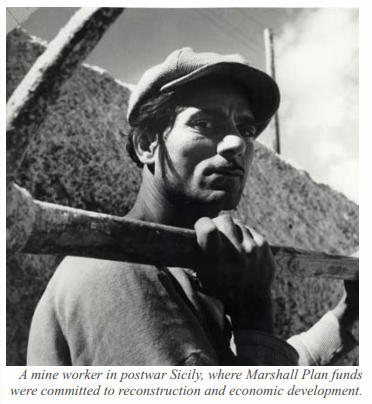 A mine worker in postwar Sicily, where Marshall Plan funds
were committed to reconstruction and economic development.